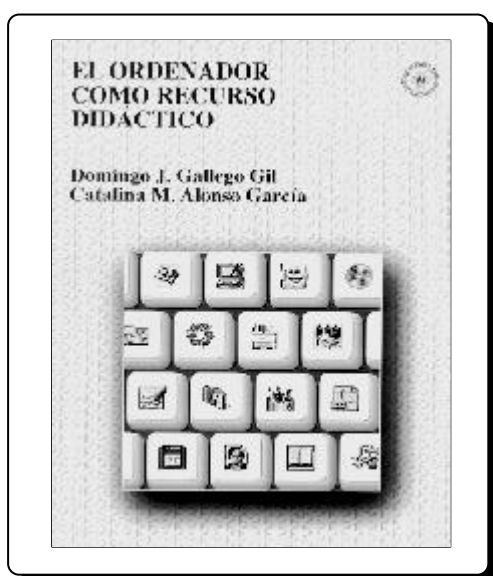 EL ORDENADOR
COMO RECURSO
DIDÁCTICO
Domingo J. Gallego Gil
Catalina M. Alonso García